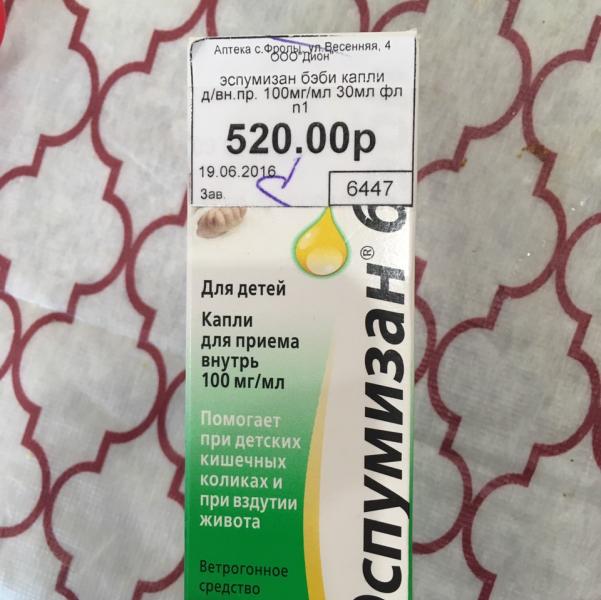 Аптека с.Фролы, ул.Весенняя, 4
ООО"Дион"
эспумизан бэби капли
д/вн.пр. 100мг/мл 30мл фл
n1
520.00р
19.06.2016
Зав.
6447
Для детей
Капли
для приема
внутрь
100 мг/мл
Помогает
при детских
кишечных
коликах и
при вздутии
живота
Ветрогонное
средство
эспумизан® б